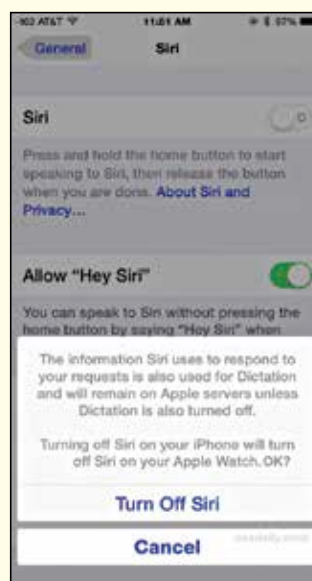 -102 AT&T 11:51 AM 97%
General Siri
Siri
Press and hold the home button to start
speaking to Siri, then release the button
when you are done. About Siri and
Privacy...
Allow “Hey Siri”
You can speak to Siri without pressing the
home button by saying “Hey Siri” when
The information Siri uses to respond to
your requests is also used for Dictation
and will remain on Apple servers unless
Dictation is also turned off.
Turning off Siri on your iPhone will turn
off Siri on your Apple Watch.OK?
Turn Off Siri
Cancel